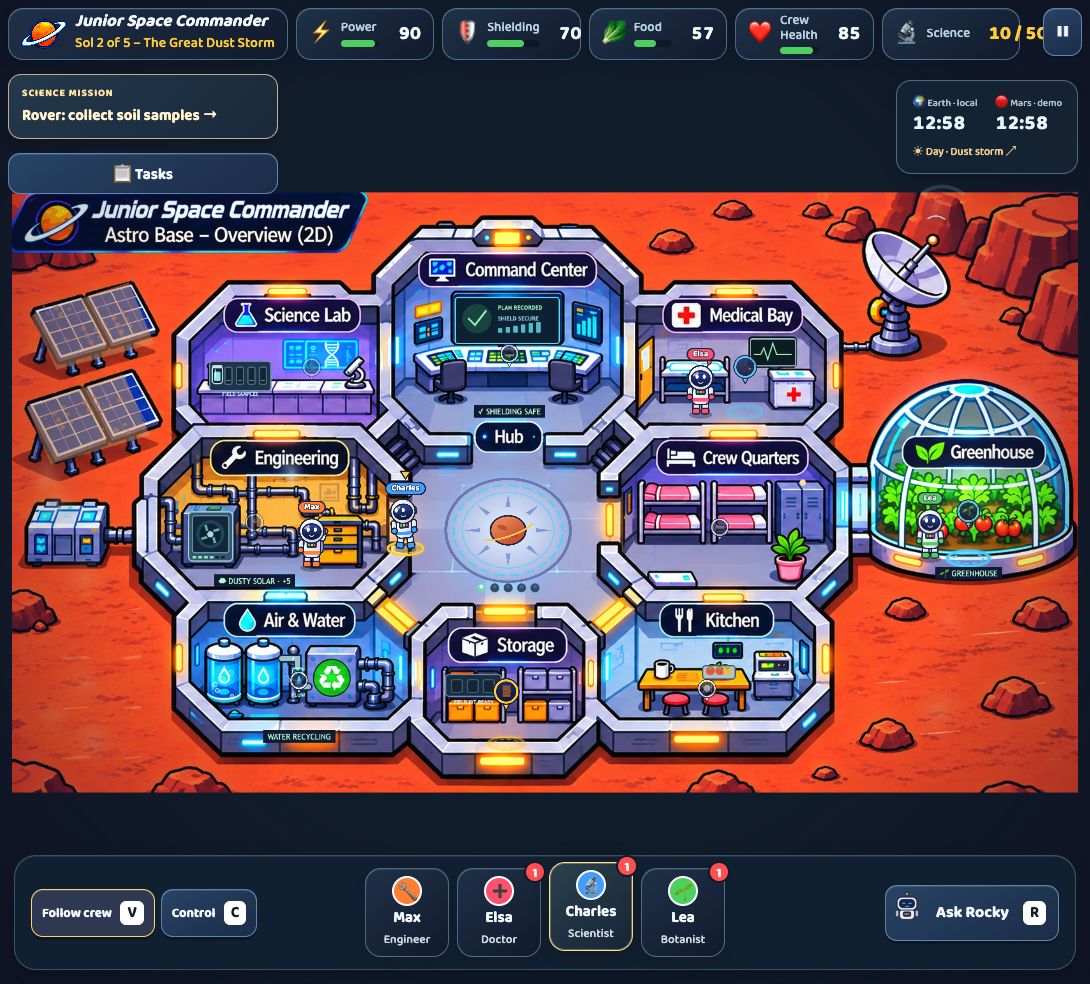 Junior Space Commander
Sol 2 of 5 – The Great Dust Storm
Power 90
Shielding 70
Food 57
Crew Health 85
Science 10 / 50
SCIENCE MISSION
Rover: collect soil samples →
Earth · local
12:58
Mars · demo
12:58
Day · Dust storm
Tasks
Junior Space Commander
Astro Base – Overview (2D)
Command Center
PLAN RECORDED
SHIELD SECURE
✓ SHIELDING SAFE
Science Lab
FIELD SAMPLES
Medical Bay
Elsa
Hub
Engineering
Max
Charles
DUSTY SOLAR · +5
Crew Quarters
Greenhouse
Lea
GREENHOUSE
Air & Water
LOW
WATER RECYCLING
Storage
Kitchen
Follow crew V
Control C
Max
Engineer
1
Elsa
Doctor
1
Charles
Scientist
1
Lea
Botanist
Ask Rocky R